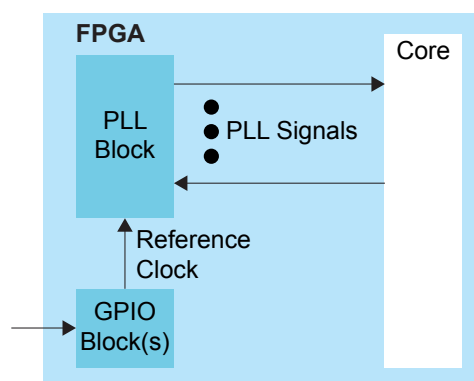 FPGA
Core
PLL
Block
PLL Signals
Reference
Clock
GPIO
Block(s)